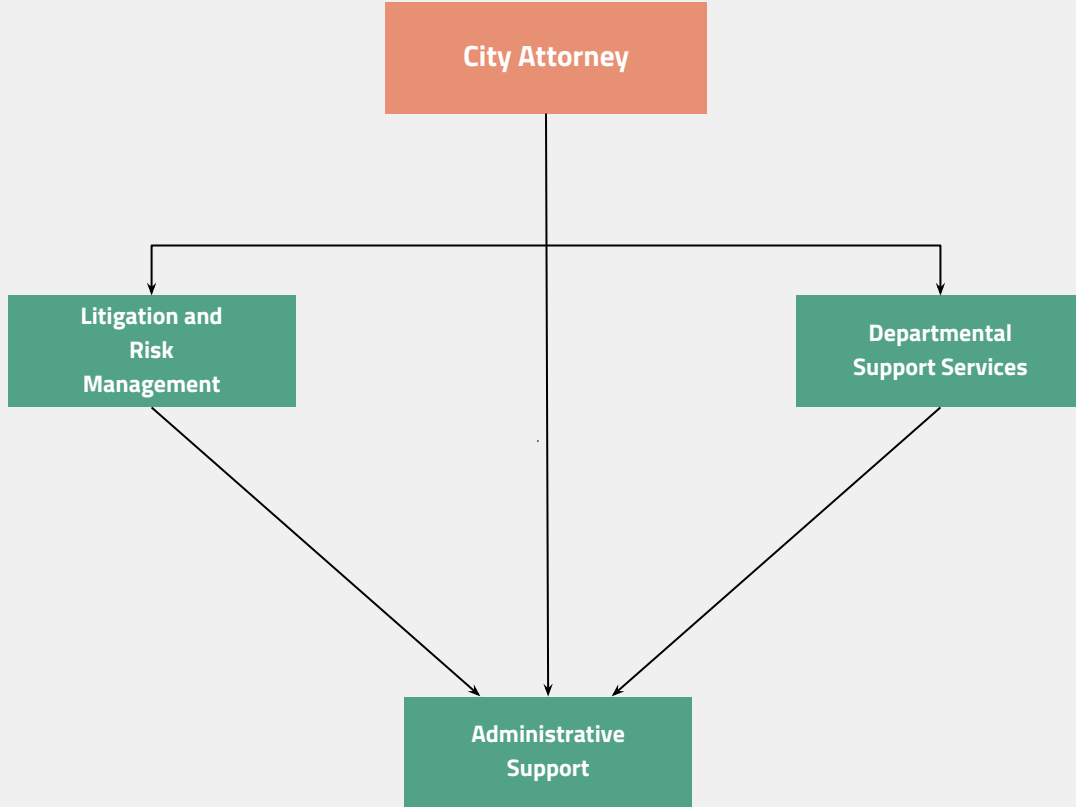 City Attorney
Litigation and
Risk
Management
Departmental
Support Services
Administrative
Support